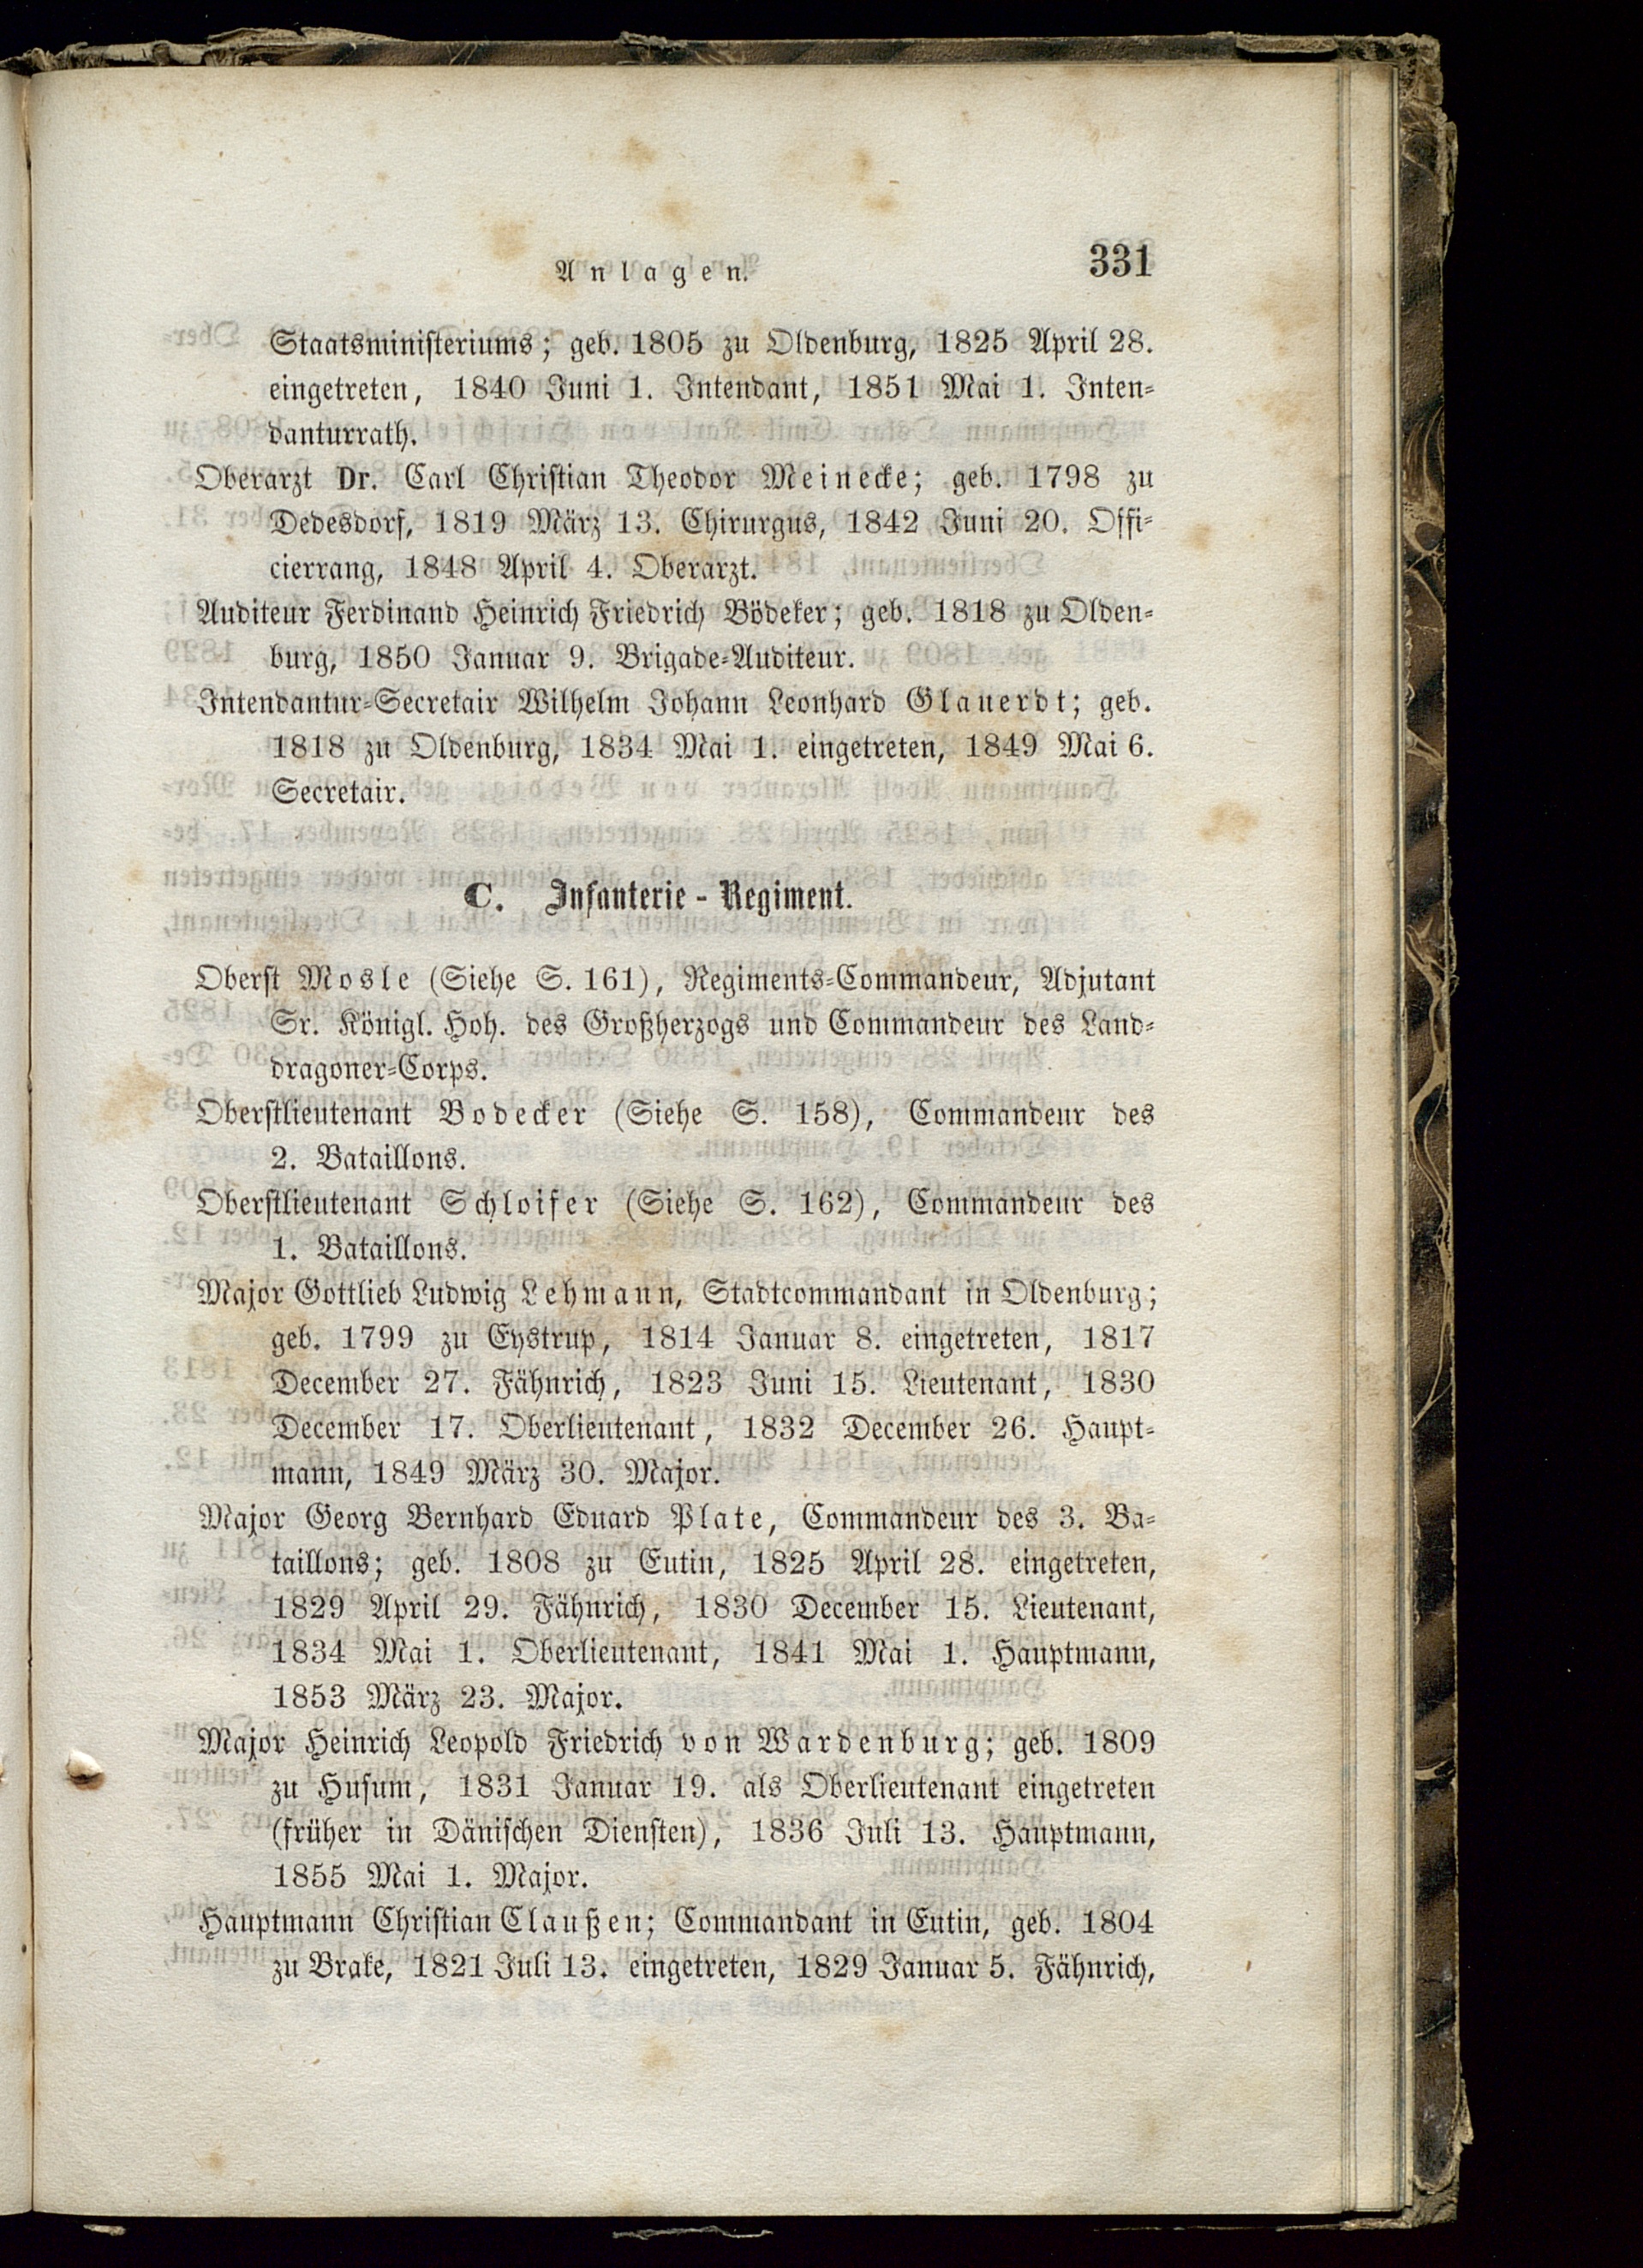 Anlagen.
331
Staatsministeriums; geb. 1805 zu Oldenburg, 1825 April 28.
eingetreten, 1840 Juni 1. Intendant, 1851 Mai 1. Inten-
danturrath.
Oberarzt Dr. Carl Christian Theodor Meinecke; geb. 1798 zu
Dedesdorf, 1819 März 13. Chirurgus, 1842 Juni 20. Offi-
cierrang, 1848 April 4. Oberarzt.
Auditeur Ferdinand Heinrich Friedrich Bödeker; geb. 1818 zu Olden-
burg, 1850 Januar 9. Brigade-Auditeur.
Intendantur-Secretair Wilhelm Johann Leonhard Glauerdt; geb.
1818 zu Oldenburg, 1834 Mai 1. eingetreten, 1849 Mai 6.
Secretair.
C. Infanterie - Regiment.
Oberst Mosle (Siehe S. 161), Regiments-Commandeur, Adjutant
Sr. Königl. Hoh. des Großherzogs und Commandeur des Land-
dragoner-Corps.
Oberstlieutenant Bodecker (Siehe S. 158), Commandeur des
2. Bataillons.
Oberstlieutenant Schloifer (Siehe S. 162), Commandeur des
1. Bataillons.
Major Gottlieb Ludwig Lehmann, Stadtcommandant in Oldenburg;
geb. 1799 zu Eystrup, 1814 Januar 8. eingetreten, 1817
December 27. Fähnrich, 1823 Juni 15. Lieutenant, 1830
December 17. Oberlieutenant, 1832 December 26. Haupt-
mann, 1849 März 30. Major.
Major Georg Bernhard Eduard Plate, Commandeur des 3. Ba-
taillons; geb. 1808 zu Eutin, 1825 April 28. eingetreten,
1829 April 29. Fähnrich, 1830 December 15. Lieutenant,
1834 Mai 1. Oberlieutenant, 1841 Mai 1. Hauptmann,
1853 März 23. Major.
Major Heinrich Leopold Friedrich von Wardenburg; geb. 1809
zu Husum, 1831 Januar 19. als Oberlieutenant eingetreten
(früher in Dänischen Diensten), 1836 Juli 13. Hauptmann,
1855 Mai 1. Major.
Hauptmann Christian Claußen; Commandant in Eutin, geb. 1804
zu Brake, 1821 Juli 13. eingetreten, 1829 Januar 5. Fähnrich,